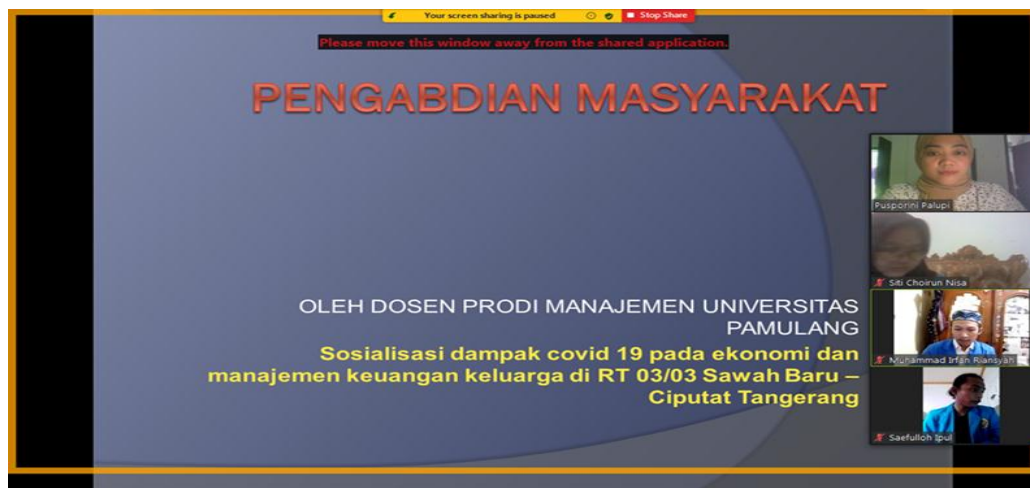 Your screen sharing is paused
Stop Share
Please move this window away from the shared application.
PENGABDIAN MASYARAKAT
Pusporini Palupi
Siti Choirun Nisa
OLEH DOSEN PRODI MANAJEMEN UNIVERSITAS
PAMULANG
Muhammad Irfan Riansyah
Sosialisasi dampak covid 19 pada ekonomi dan
manajemen keuangan keluarga di RT 03/03 Sawah Baru –
Ciputat Tangerang
Saefulloh Ipul